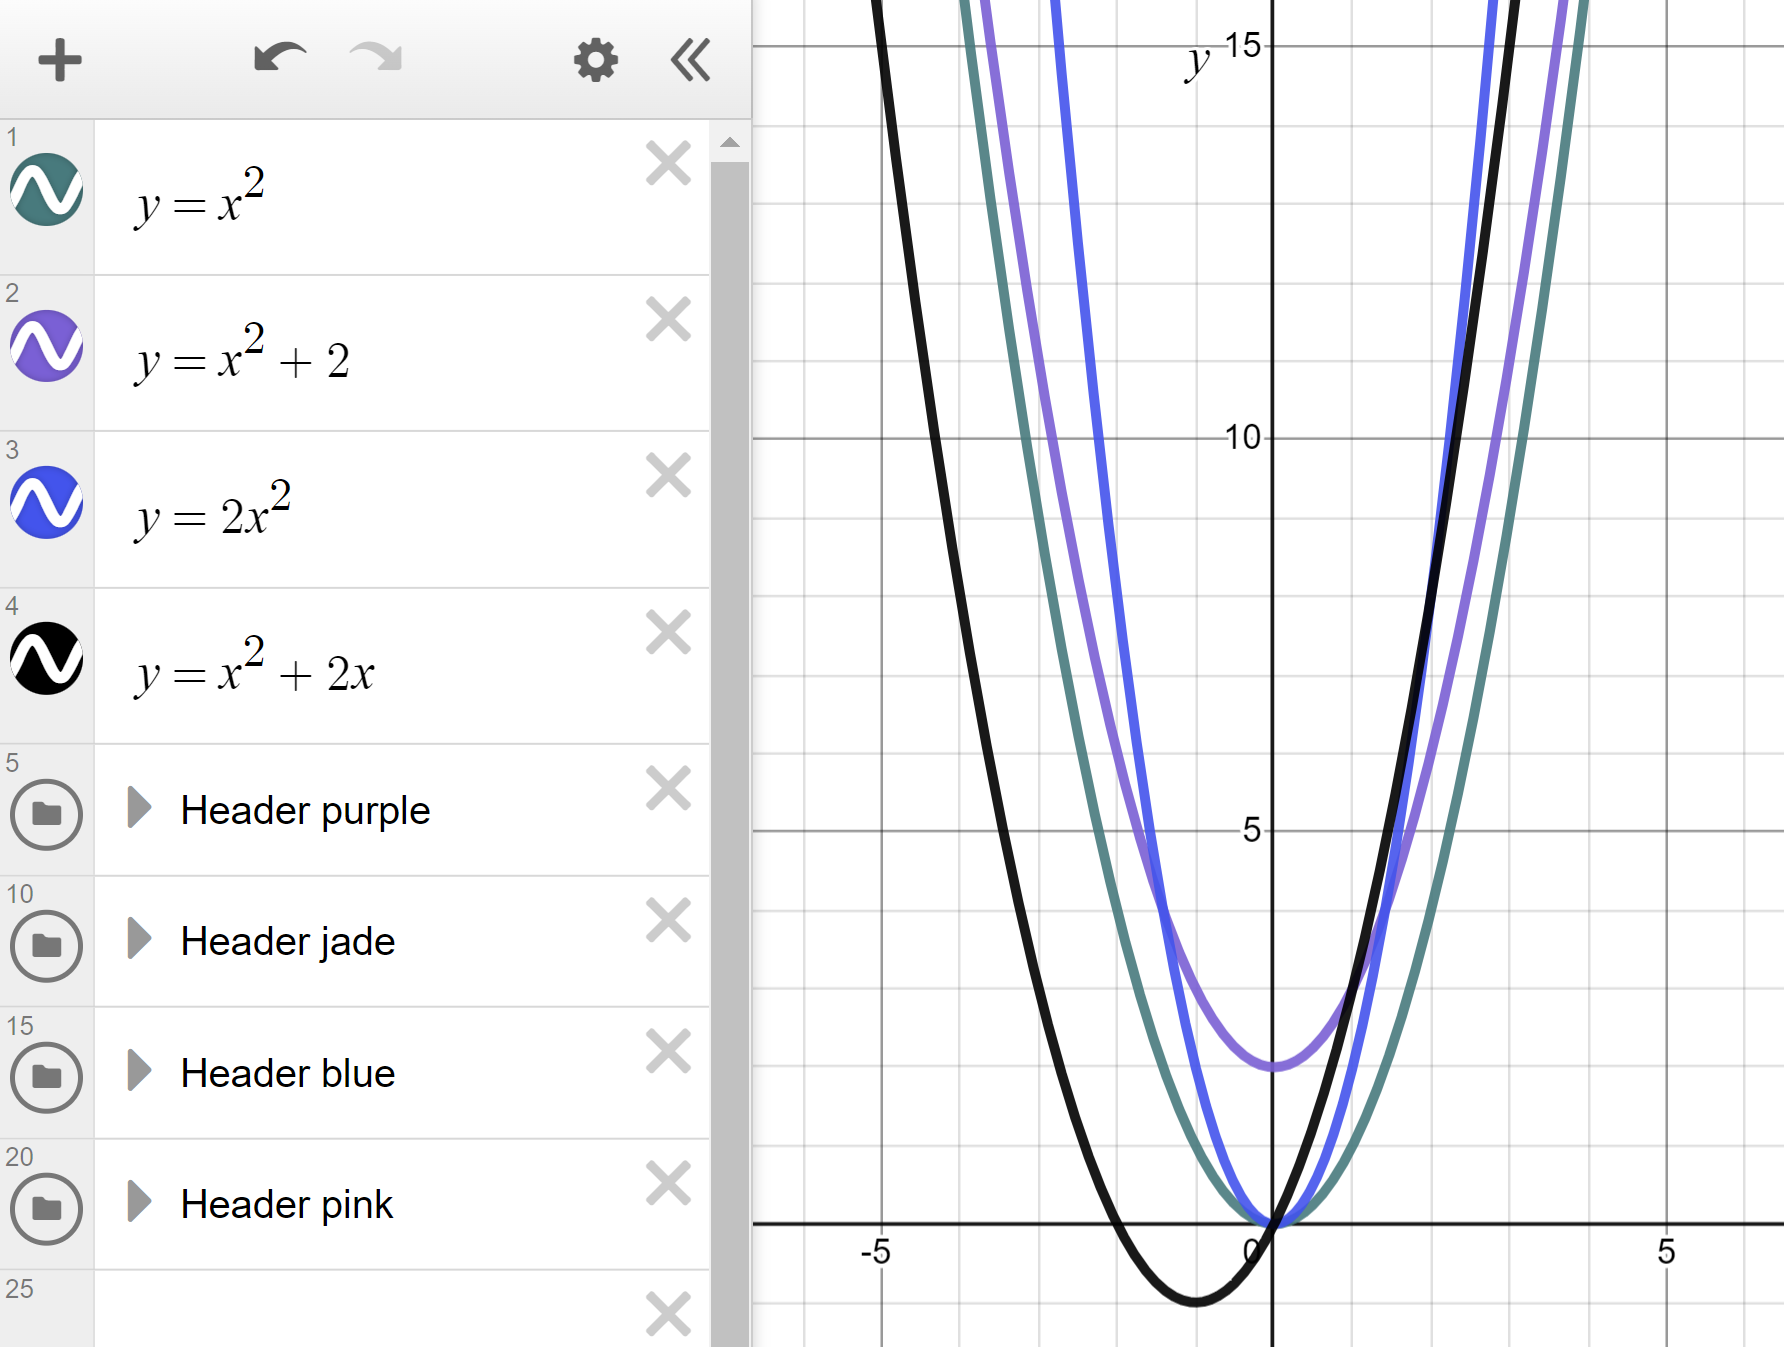 1
y = x²
2
y = x² + 2
3
y = 2x²
4
y = x² + 2x
5
Header purple
10
Header jade
15
Header blue
20
Header pink
25
y
15
10
5
-5
0
5